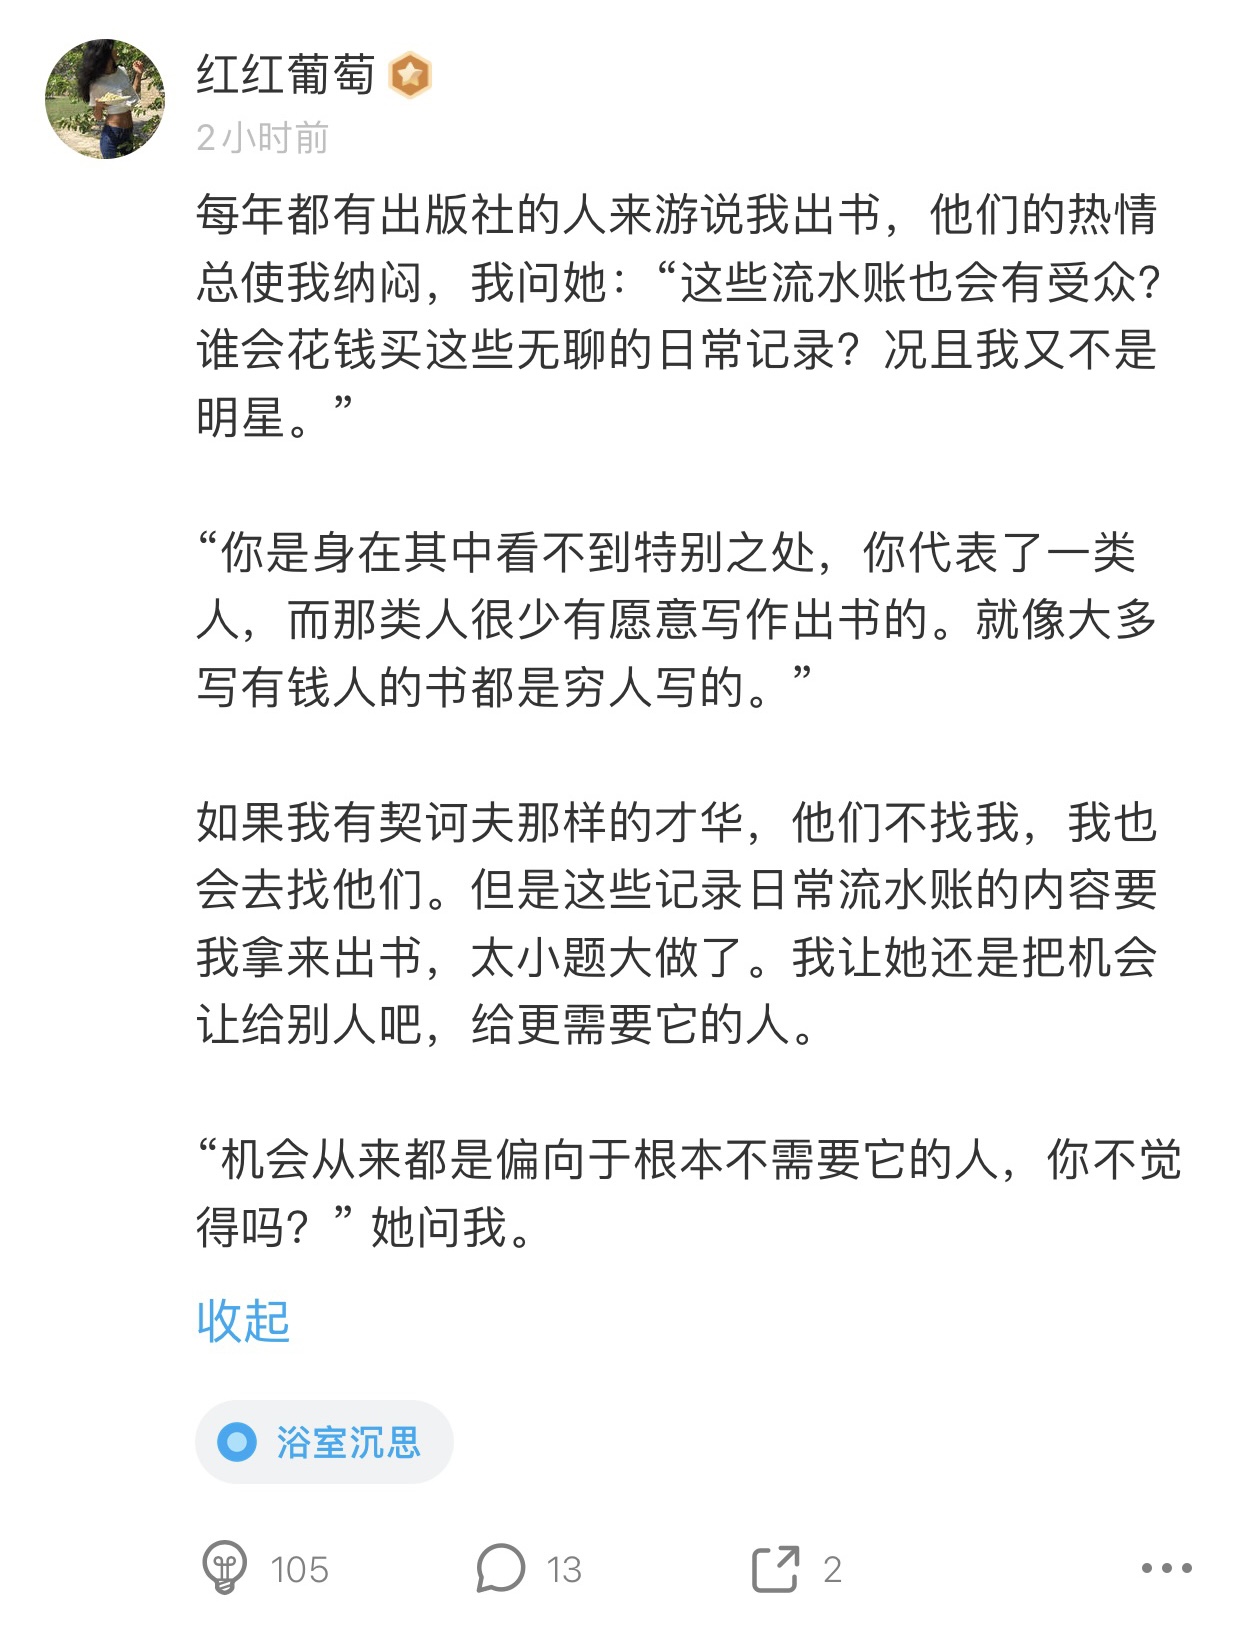 红红葡萄
2小时前
每年都有出版社的人来游说我出书，他们的热情
总使我纳闷，我问她：“这些流水账也会有受众？
谁会花钱买这些无聊的日常记录？况且我又不是
明星。”
“你是身在其中看不到特别之处，你代表了一类
人，而那类人很少有愿意写作出书的。就像大多
写有钱人的书都是穷人写的。”
如果我有契诃夫那样的才华，他们不找我，我也
会去找他们。但是这些记录日常流水账的内容要
我拿来出书，太小题大做了。我让她还是把机会
让给别人吧，给更需要它的人。
“机会从来都是偏向于根本不需要它的人，你不觉
得吗？” 她问我。
收起
浴室沉思
105 13 2